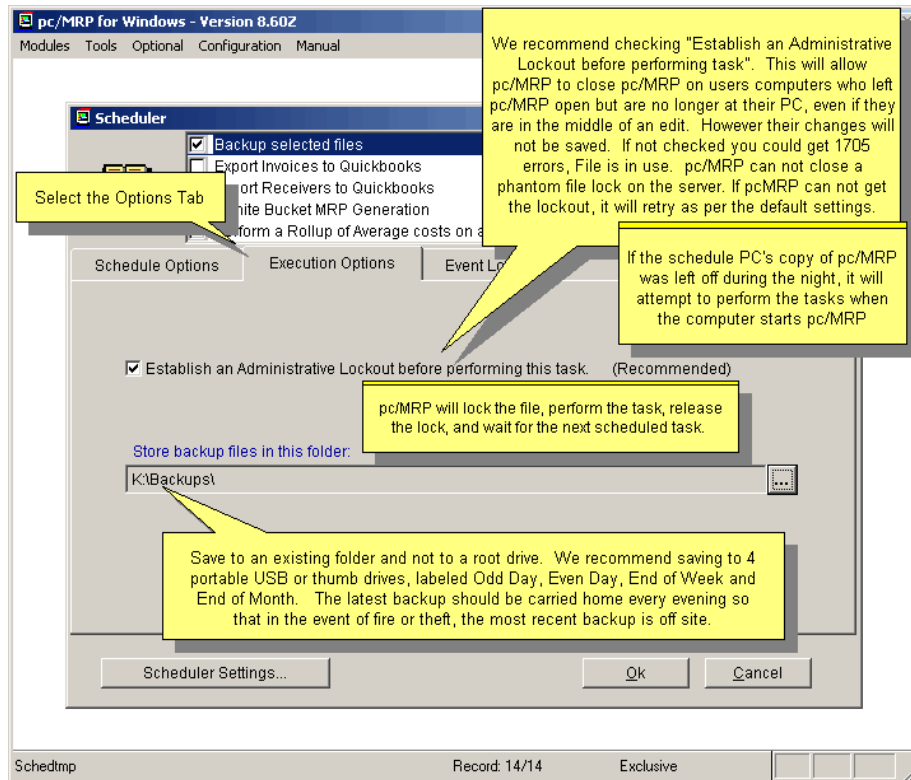 pc/MRP for Windows - Version 8.60Z
Modules Tools Optional Configuration Manual
We recommend checking "Establish an Administrative
Lockout before performing task". This will allow
pc/MRP to close pc/MRP on users computers who left
pc/MRP open but are no longer at their PC, even if they
are in the middle of an edit. However their changes will
not be saved. If not checked you could get 1705
errors, File is in use. pc/MRP can not close a
phantom file lock on the server. If pcMRP can not get
the lockout, it will retry as per the default settings.
Scheduler
Backup selected files
Export Invoices to Quickbooks
ort Receivers to Quickbooks
nite Bucket MRP Generation
form a Rollup of Average costs on a
Select the Options Tab
If the schedule PC's copy of pc/MRP
was left off during the night, it will
attempt to perform the tasks when
the computer starts pc/MRP
Schedule Options Execution Options Event Lo
Establish an Administrative Lockout before performing this task. (Recommended)
pc/MRP will lock the file, perform the task, release
the lock, and wait for the next scheduled task.
Store backup files in this folder:
K:\Backups\
...
Save to an existing folder and not to a root drive. We recommend saving to 4
portable USB or thumb drives, labeled Odd Day, Even Day, End of Week and
End of Month. The latest backup should be carried home every evening so
that in the event of fire or theft, the most recent backup is off site.
Scheduler Settings... Ok Cancel
Schedtmp Record: 14/14 Exclusive